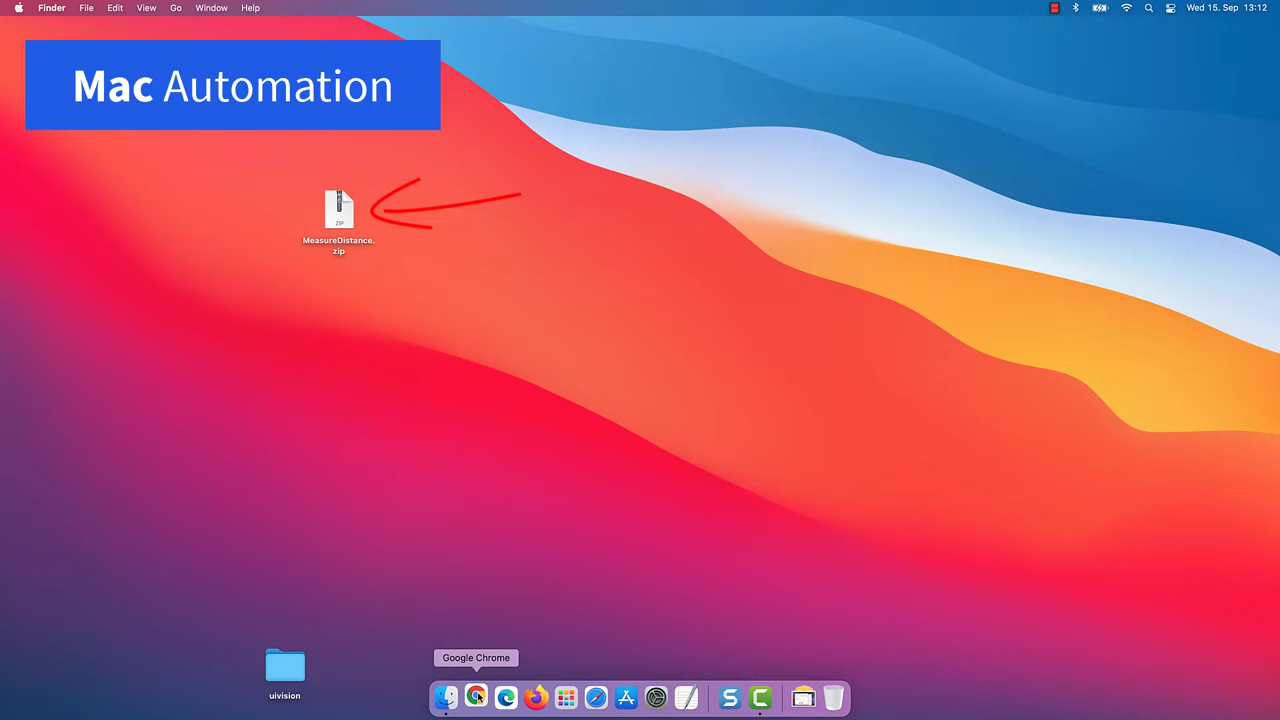 Finder File Edit View Go Window Help
Wed 15. Sep 13:12
Mac Automation
ZIP
MeasureDistance.
zip
Google Chrome
uivision